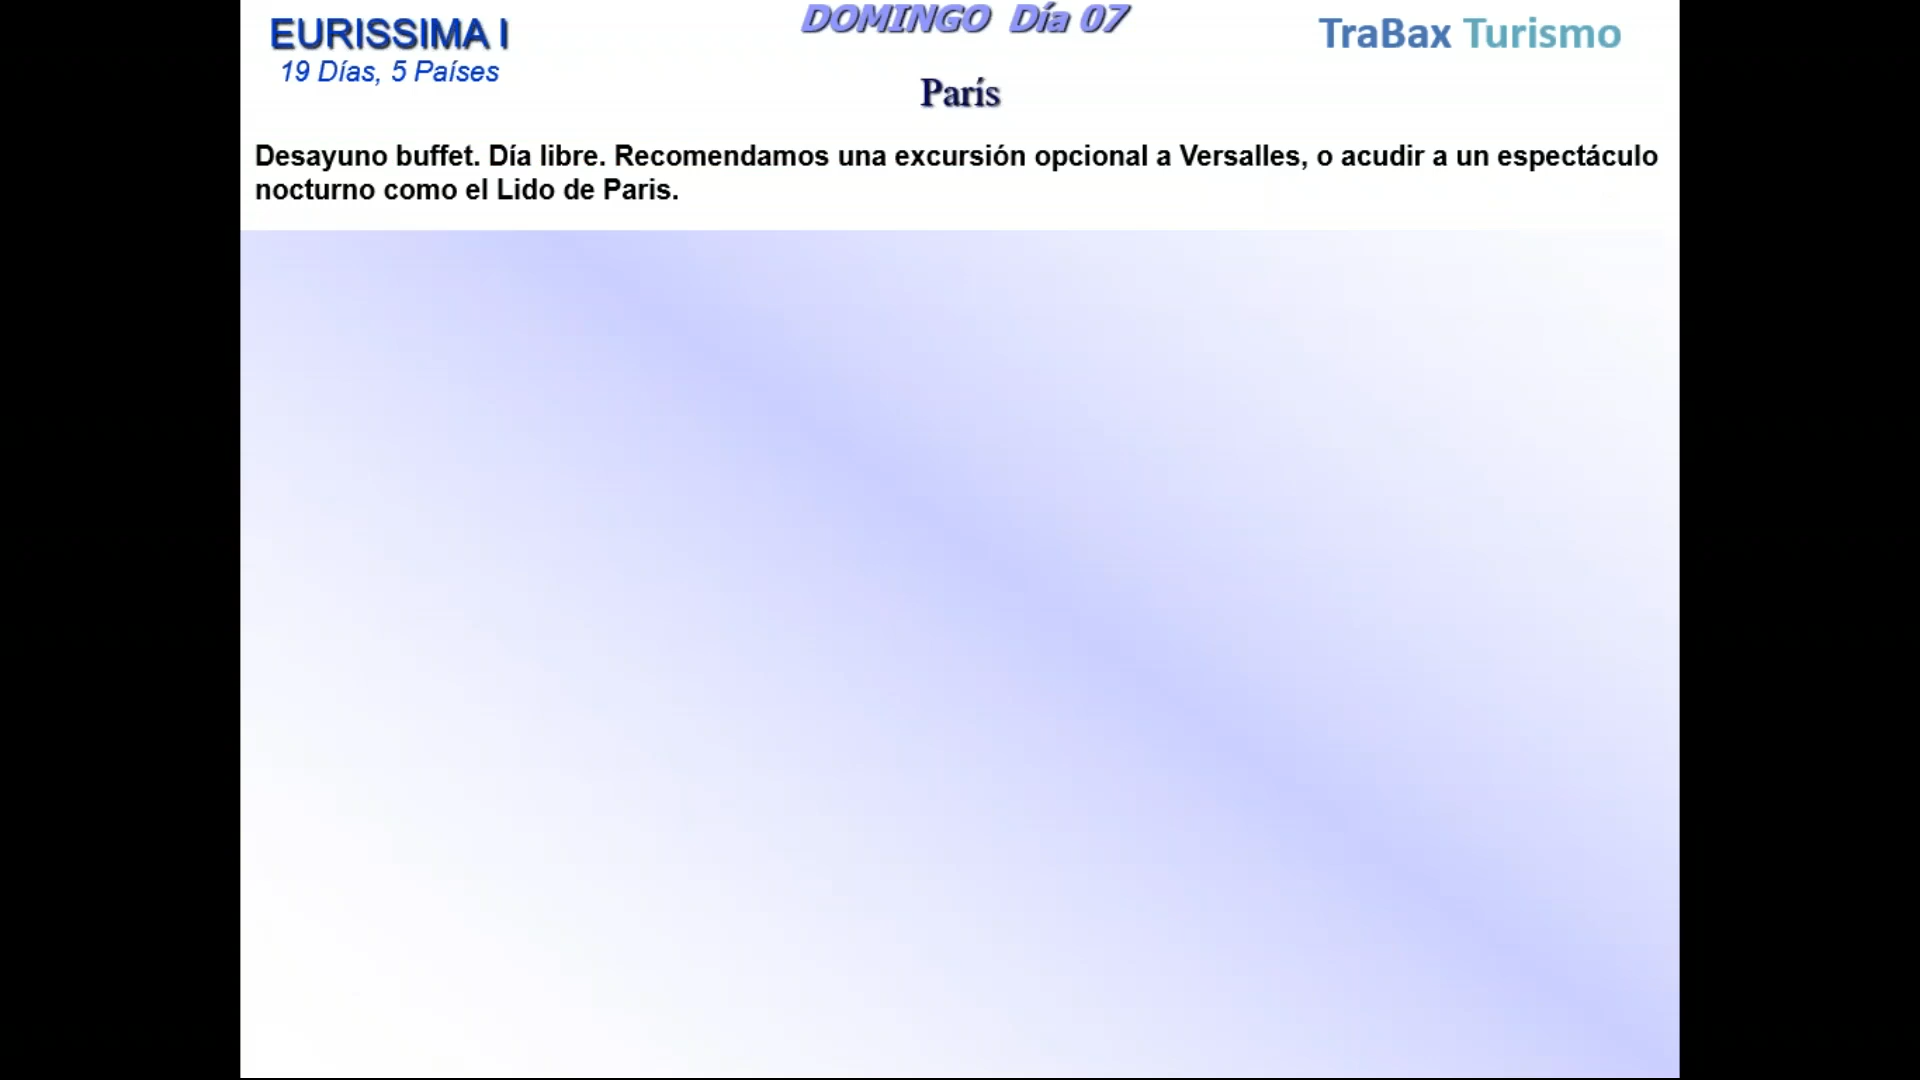 EURISSIMA I
19 Días, 5 Países
DOMINGO Día 07
TraBax Turismo
París
Desayuno buffet. Día libre. Recomendamos una excursión opcional a Versalles, o acudir a un espectáculo
nocturno como el Lido de Paris.